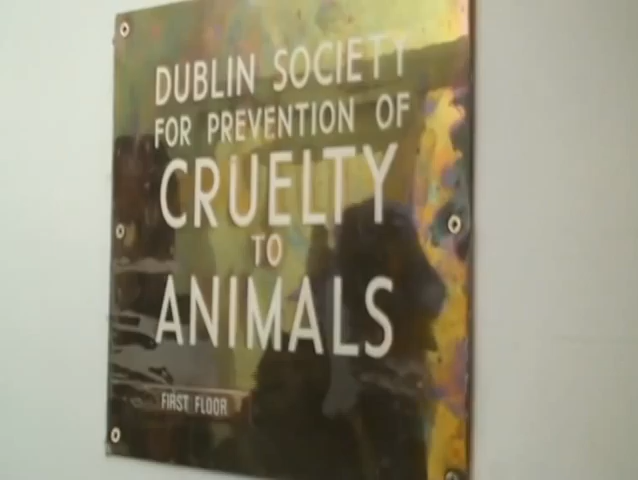 DUBLIN SOCIETY
FOR PREVENTION OF
CRUELTY
TO
ANIMALS
FIRST FLOOR